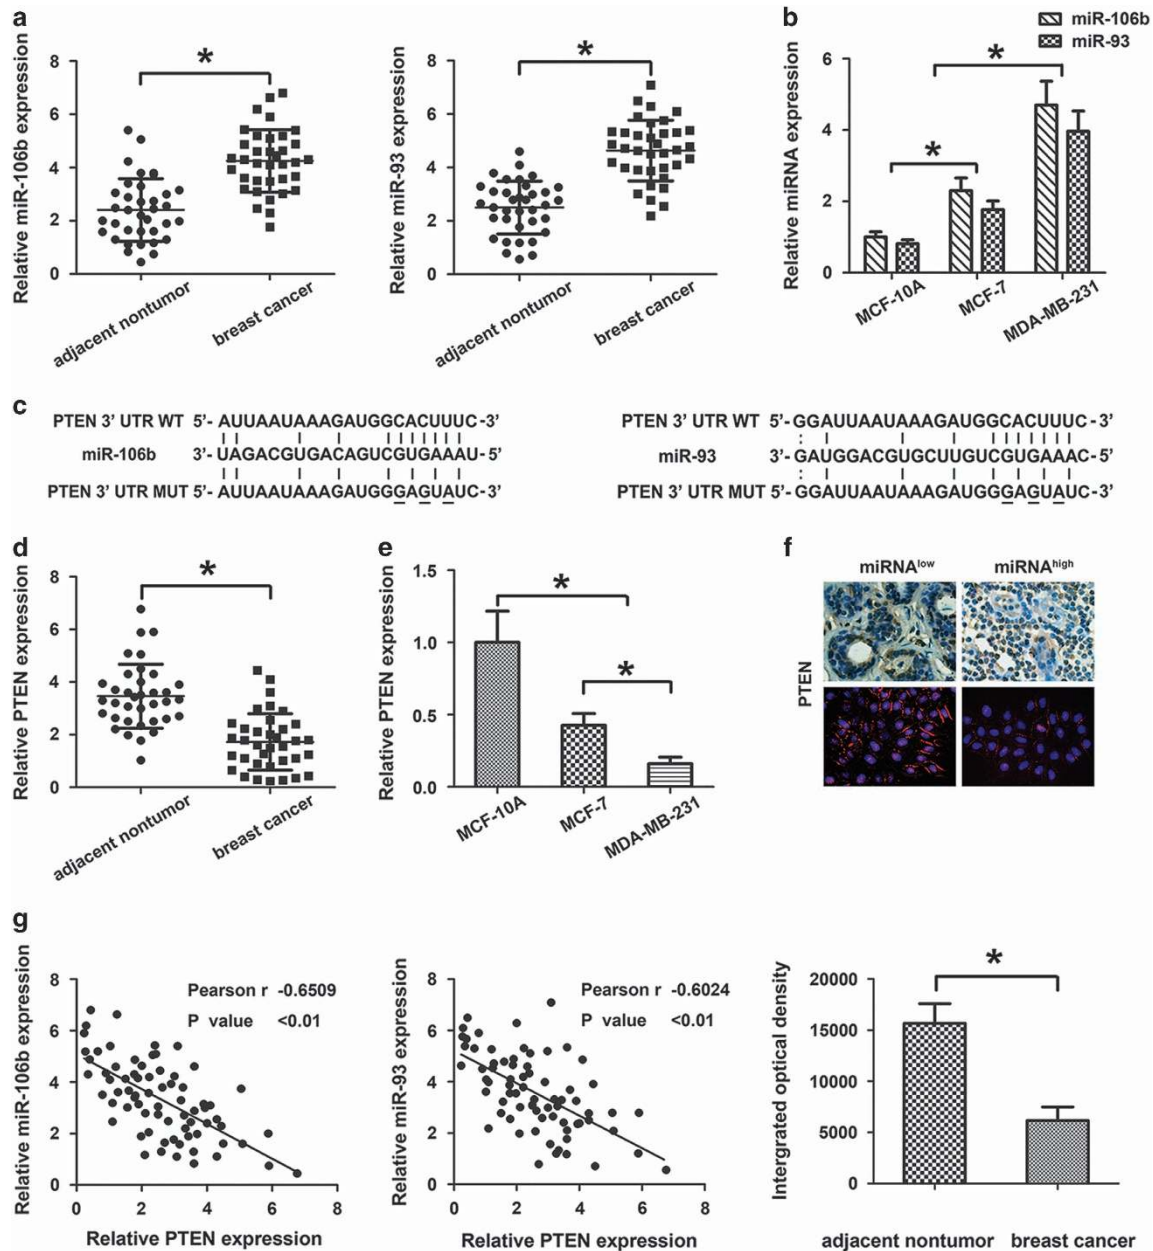 a
Relative miR-106b expression
8
6
4
2
0
*
adjacent nontumor
breast cancer
Relative miR-93 expression
8
6
4
2
0
*
adjacent nontumor
breast cancer
b
miR-106b
miR-93
Relative miRNA expression
6
4
2
0
*
*
MCF-10A
MCF-7
MDA-MB-231
c
PTEN 3' UTR WT 5'- AUUAAUAAAGAUGGCACUUUC-3'
miR-106b 3'- UAGACGUGACAGUCGUGAAAU-5'
PTEN 3' UTR MUT 5'- AUUAAUAAAGAUGGGAGUAUC-3'
PTEN 3' UTR WT 5'- GGAUUAAUAAAGAUGGCACUUUC-3'
miR-93 3'- GAUGGACGUGCUUGUCGUGAAAC-5'
PTEN 3' UTR MUT 5'- GGAUUAAUAAAGAUGGGAGUAUC-3'
d
Relative PTEN expression
8
6
4
2
0
*
adjacent nontumor
breast cancer
e
Relative PTEN expression
1.5
1.0
0.5
0.0
*
*
MCF-10A
MCF-7
MDA-MB-231
f
miRNAlow
miRNAhigh
PTEN
g
Relative miR-106b expression
8
6
4
2
0
Pearson r -0.6509
P value <0.01
0 2 4 6 8
Relative PTEN expression
Relative miR-93 expression
8
6
4
2
0
Pearson r -0.6024
P value <0.01
0 2 4 6 8
Relative PTEN expression
Intergrated optical density
20000
15000
10000
5000
0
*
adjacent nontumor
breast cancer